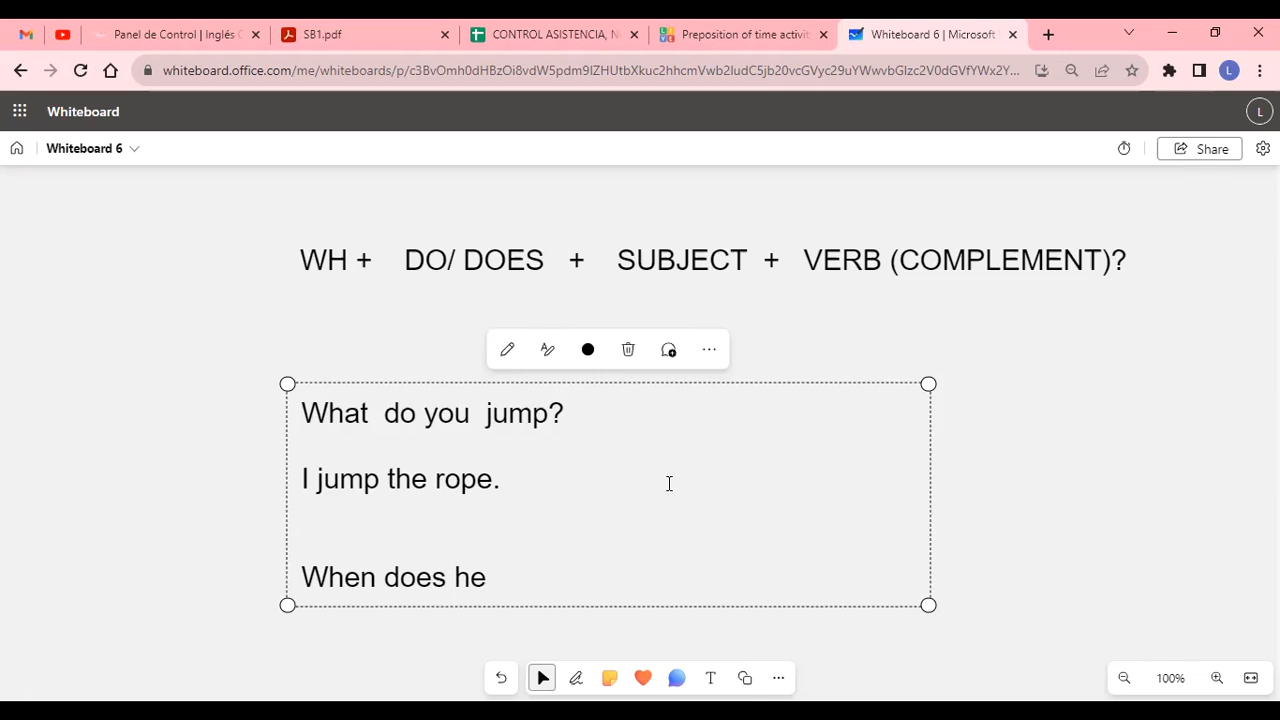 Panel de Control | Inglés
SB1.pdf
CONTROL ASISTENCIA, N
Preposition of time activit
Whiteboard 6 | Microsoft
L
Whiteboard
L
Whiteboard 6
Share
WH + DO/ DOES + SUBJECT + VERB (COMPLEMENT)?
What do you jump?
I jump the rope.
When does he
T
100%